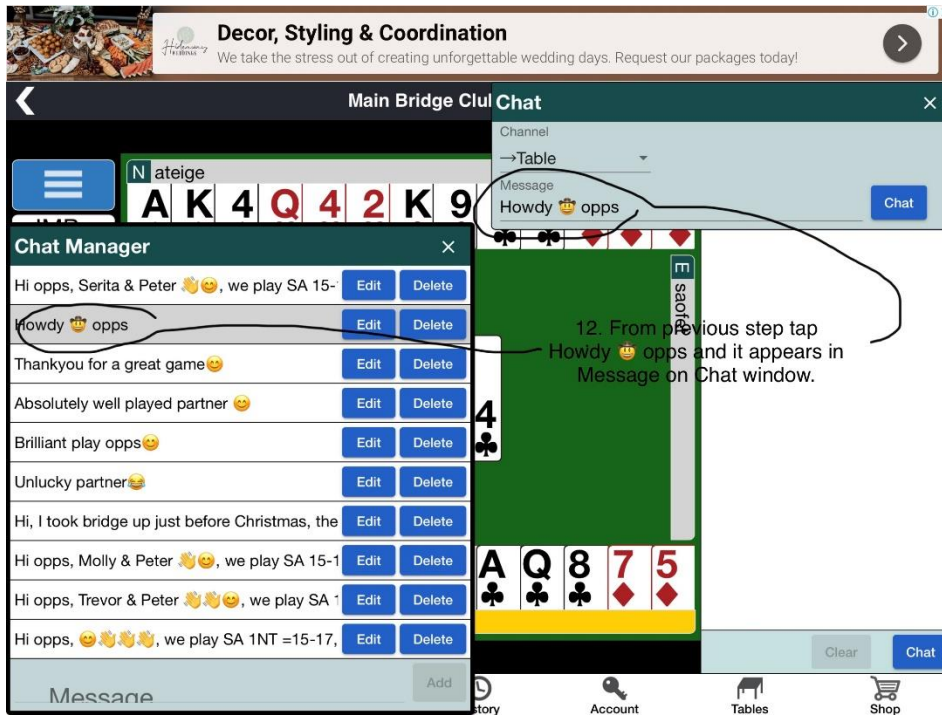 Hideaway
Decor, Styling & Coordination
We take the stress out of creating unforgettable wedding days. Request our packages today!
Main Bridge Clu
Chat
×
Channel
→Table
Message
Howdy 🤠 opps
Chat
N ateige
A K 4 Q 4 2 K 9
Chat Manager
×
Hi opps, Serita & Peter 👋😊, we play SA 15-
Edit
Delete
Howdy 🤠 opps
Edit
Delete
Thankyou for a great game😊
Edit
Delete
Absolutely well played partner 😊
Edit
Delete
Brilliant play opps😊
Edit
Delete
Unlucky partner😂
Edit
Delete
Hi, I took bridge up just before Christmas, the
Edit
Delete
Hi opps, Molly & Peter 👋😊, we play SA 15-1
Edit
Delete
Hi opps, Trevor & Peter 👋👋😊, we play SA 1
Edit
Delete
Hi opps, 😊👋👋👋, we play SA 1NT =15-17,
Edit
Delete
Message
Add
E saofel
12. From previous step tap
Howdy 🤠 opps and it appears in
Message on Chat window.
4
A Q 8 7 5
Clear
Chat
tory
Account
Tables
Shop